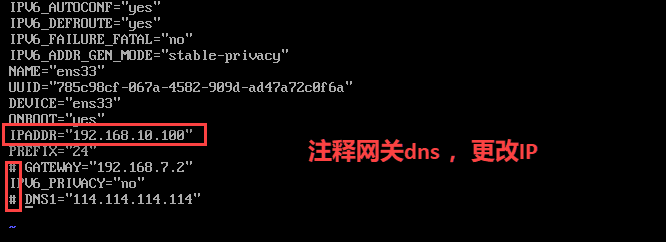 IPV6_AUTOCONF="yes"
IPV6_DEFROUTE="yes"
IPV6_FAILURE_FATAL="no"
IPV6_ADDR_GEN_MODE="stable-privacy"
NAME="ens33"
UUID="785c98cf-067a-4582-909d-ad47a72c0f6a"
DEVICE="ens33"
ONBOOT="yes"
IPADDR="192.168.10.100"
PREFIX="24"
# GATEWAY="192.168.7.2"
IPV6_PRIVACY="no"
# DNS1="114.114.114.114"
~
注释网关dns ，更改IP